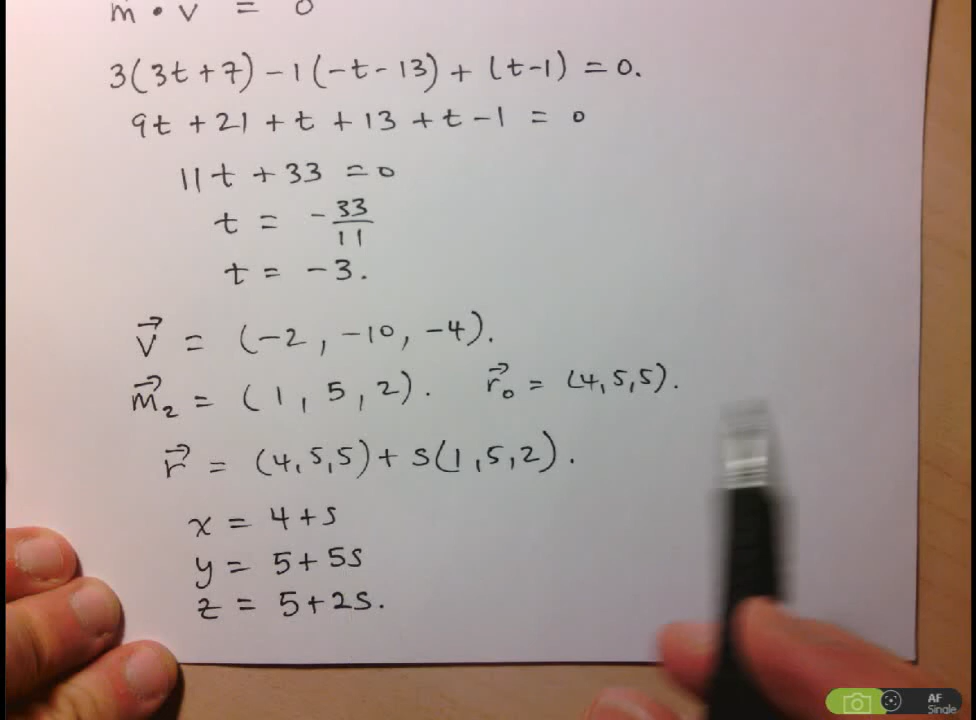 m • v = 0
3(3t+7) - 1(-t-13) + (t-1) = 0.
9t + 21 + t + 13 + t - 1 = 0
11t + 33 = 0
t = -33/11
t = -3.
v⃗ = (-2, -10, -4).
m⃗₂ = (1, 5, 2). r⃗₀ = (4,5,5).
r⃗ = (4,5,5) + s(1,5,2).
x = 4+s
y = 5+5s
z = 5+2s.
AF
Single